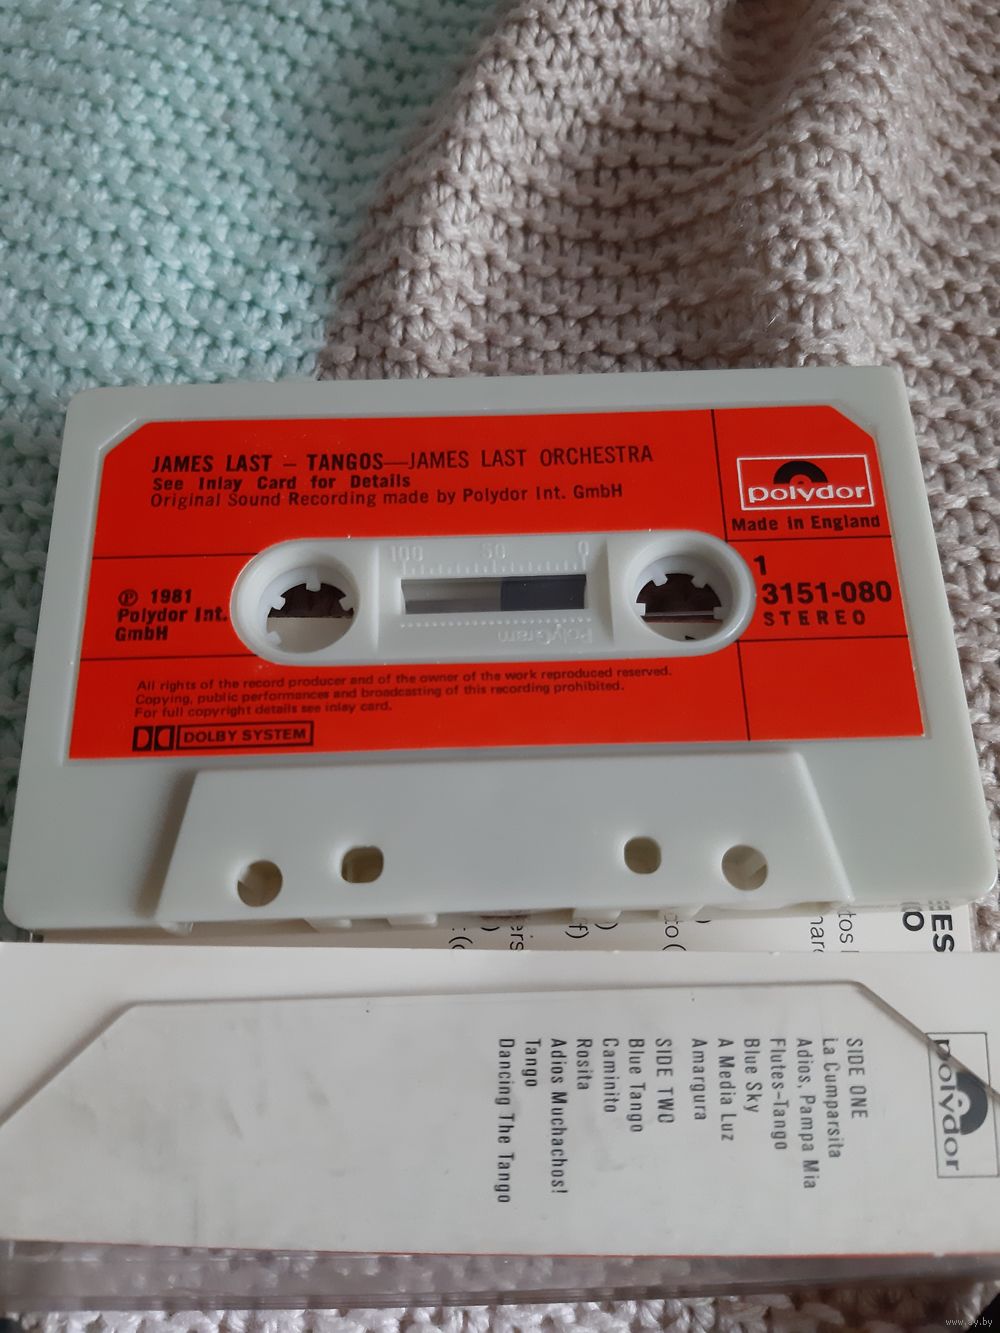 JAMES LAST – TANGOS—JAMES LAST ORCHESTRA
See Inlay Card for Details
Original Sound Recording made by Polydor Int. GmbH
polydor
Made in England
℗ 1981
Polydor Int.
GmbH
100 50 0
PolyGram
1
3151-080
STEREO
All rights of the record producer and of the owner of the work reproduced reserved.
Copying, public performances and broadcasting of this recording prohibited.
For full copyright details see inlay card.
DOLBY SYSTEM
polydor
SIDE ONE
La Cumparsita
Adios, Pampa Mia
Flutes-Tango
Blue Sky
A Media Luz
Amargura
SIDE TWO
Blue Tango
Caminito
Rosita
Adios Muchachos!
Tango
Dancing The Tango
www.ay.by